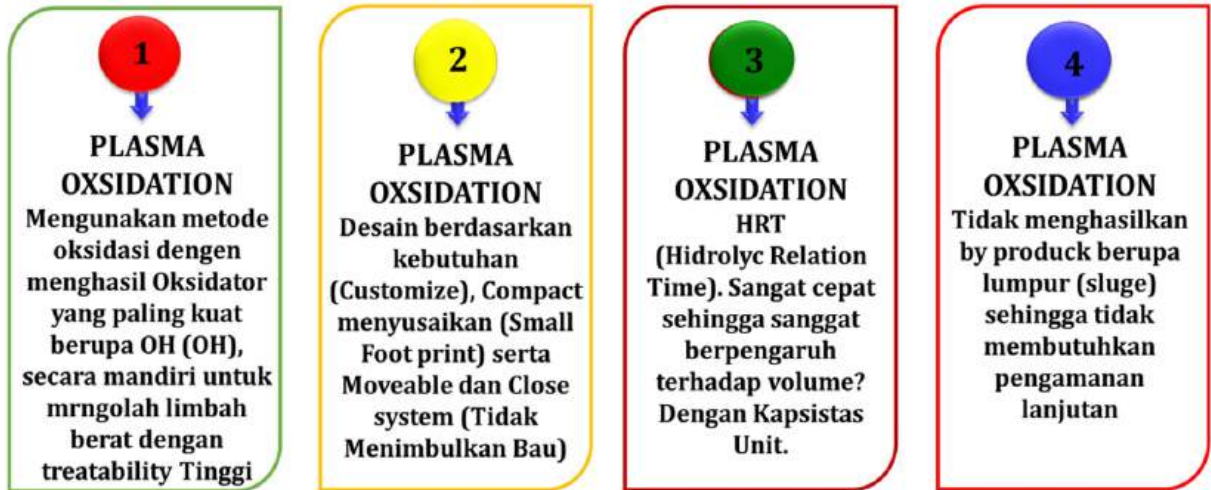 1
PLASMA
OXSIDATION
Mengunakan metode
oksidasi dengen
menghasil Oksidator
yang paling kuat
berupa OH (OH),
secara mandiri untuk
mrngolah limbah
berat dengan
treatability Tinggi
2
PLASMA
OXSIDATION
Desain berdasarkan
kebutuhan
(Customize), Compact
menyusaikan (Small
Foot print) serta
Moveable dan Close
system (Tidak
Menimbulkan Bau)
3
PLASMA
OXSIDATION
HRT
(Hidrolyc Relation
Time). Sangat cepat
sehingga sanggat
berpengaruh
terhadap volume?
Dengan Kapsistas
Unit.
4
PLASMA
OXSIDATION
Tidak menghasilkan
by produck berupa
lumpur (sluge)
sehingga tidak
membutuhkan
pengamanan
lanjutan